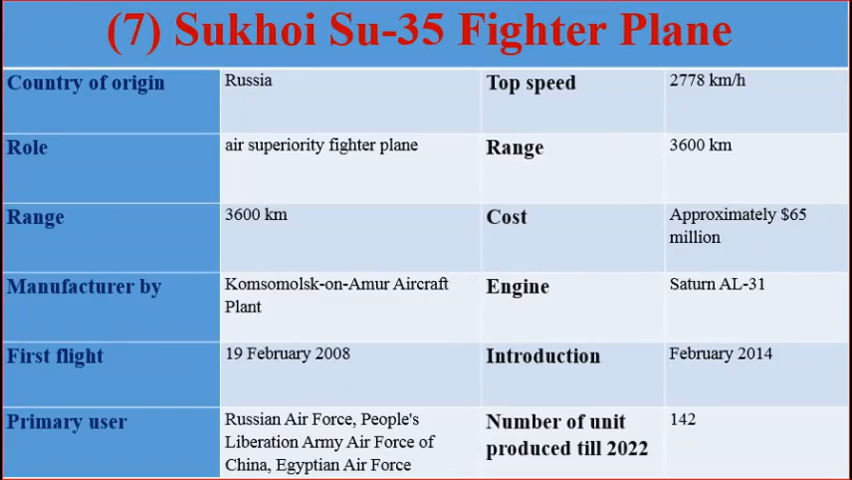 (7) Sukhoi Su-35 Fighter Plane
Country of origin Russia Top speed 2778 km/h
Role air superiority fighter plane Range 3600 km
Range 3600 km Cost Approximately $65
million
Manufacturer by Komsomolsk-on-Amur Aircraft Engine Saturn AL-31
Plant
First flight 19 February 2008 Introduction February 2014
Primary user Russian Air Force, People's Number of unit 142
Liberation Army Air Force of produced till 2022
China, Egyptian Air Force